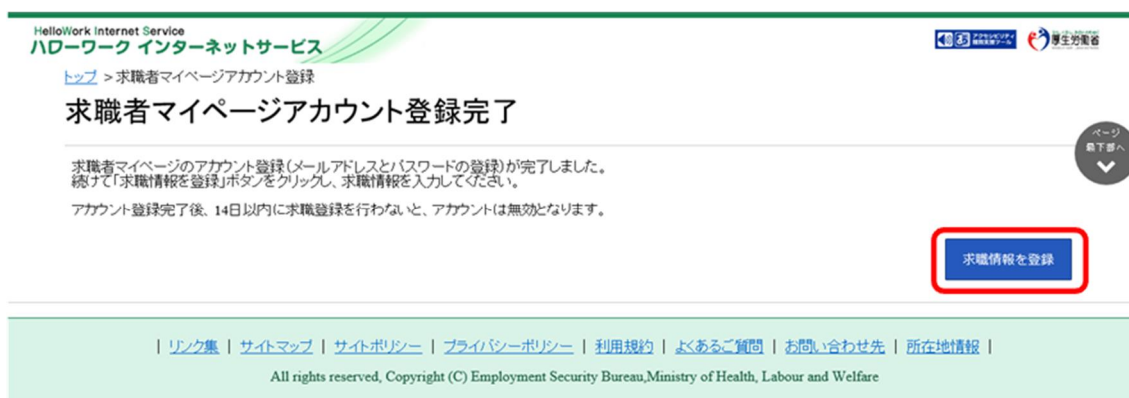 HelloWork Internet Service
ハローワーク インターネットサービス
厚生労働省
トップ > 求職者マイページアカウント登録
求職者マイページアカウント登録完了
ページ
最下部へ
求職者マイページのアカウント登録(メールアドレスとパスワードの登録)が完了しました。
続けて「求職情報を登録」ボタンをクリックし、求職情報を入力してください。
アカウント登録完了後、14日以内に求職登録を行わないと、アカウントは無効となります。
求職情報を登録
| リンク集 | サイトマップ | サイトポリシー | プライバシーポリシー | 利用規約 | よくあるご質問 | お問い合わせ先 | 所在地情報 |
All rights reserved, Copyright (C) Employment Security Bureau,Ministry of Health, Labour and Welfare